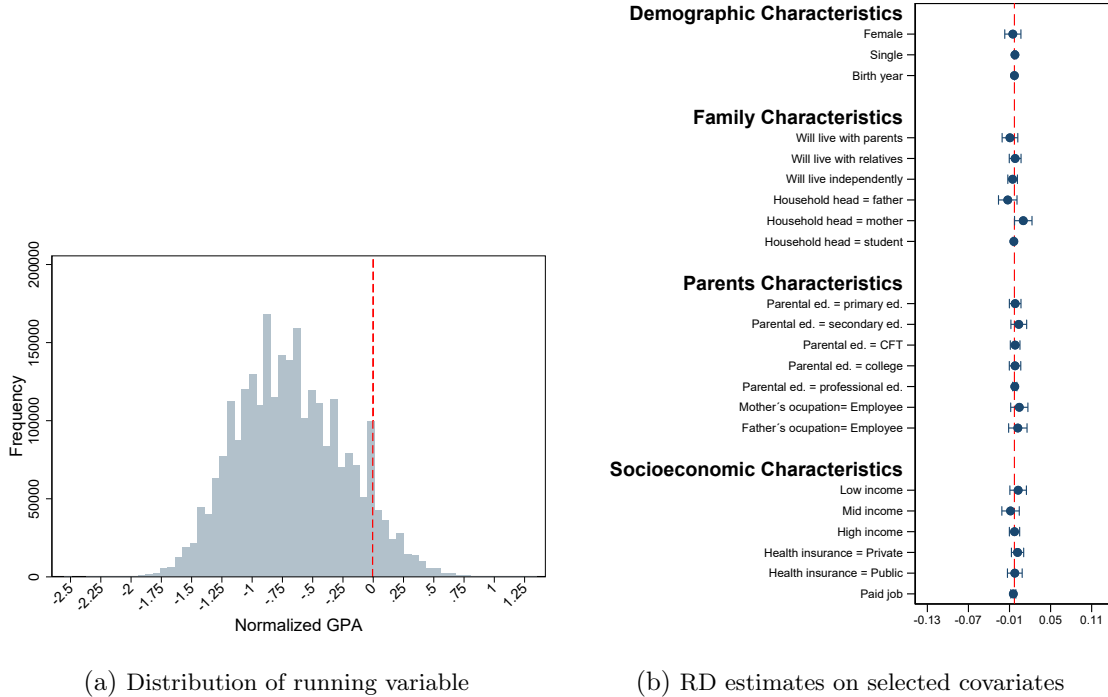 Frequency
200000
150000
100000
50000
0
-2.5
-2.25
-2
-1.75
-1.5
-1.25
-1
-.75
-.5
-.25
0
.25
.5
.75
1
1.25
Normalized GPA
(a) Distribution of running variable
Demographic Characteristics
Female
Single
Birth year
Family Characteristics
Will live with parents
Will live with relatives
Will live independently
Household head = father
Household head = mother
Household head = student
Parents Characteristics
Parental ed. = primary ed.
Parental ed. = secondary ed.
Parental ed. = CFT
Parental ed. = college
Parental ed. = professional ed.
Mother´s ocupation= Employee
Father´s ocupation= Employee
Socioeconomic Characteristics
Low income
Mid income
High income
Health insurance = Private
Health insurance = Public
Paid job
-0.13
-0.07
-0.01
0.05
0.11
(b) RD estimates on selected covariates